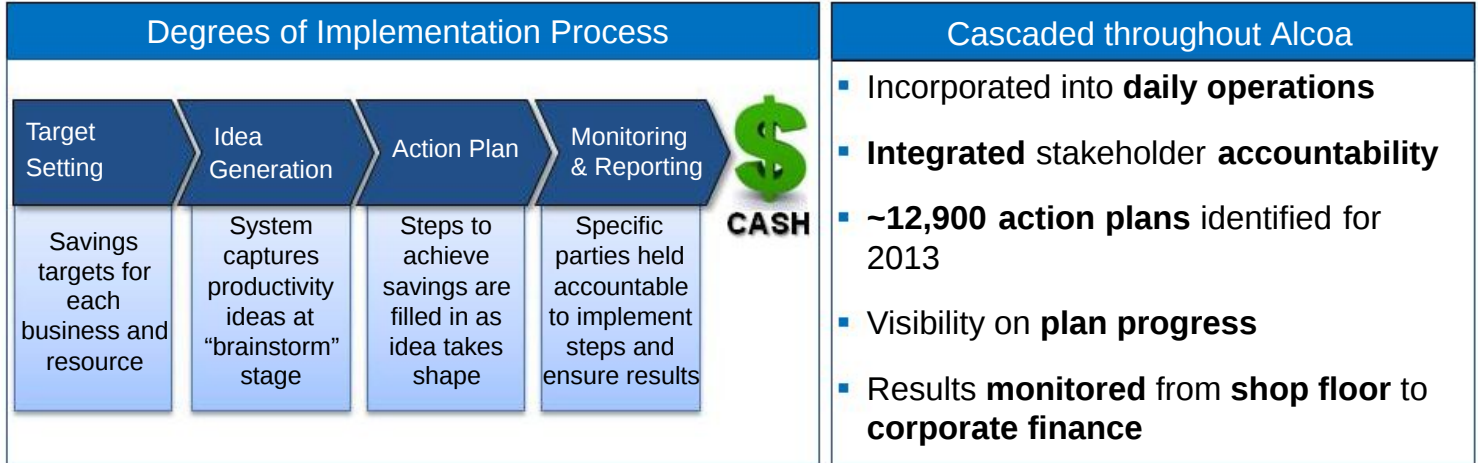 Degrees of Implementation Process
Target
Setting
Idea
Generation
Action Plan
Monitoring
& Reporting
$
CASH
Savings
targets for
each
business and
resource
System
captures
productivity
ideas at
“brainstorm”
stage
Steps to
achieve
savings are
filled in as
idea takes
shape
Specific
parties held
accountable
to implement
steps and
ensure results
Cascaded throughout Alcoa
▪ Incorporated into daily operations
▪ Integrated stakeholder accountability
▪ ~12,900 action plans identified for
2013
▪ Visibility on plan progress
▪ Results monitored from shop floor to
corporate finance